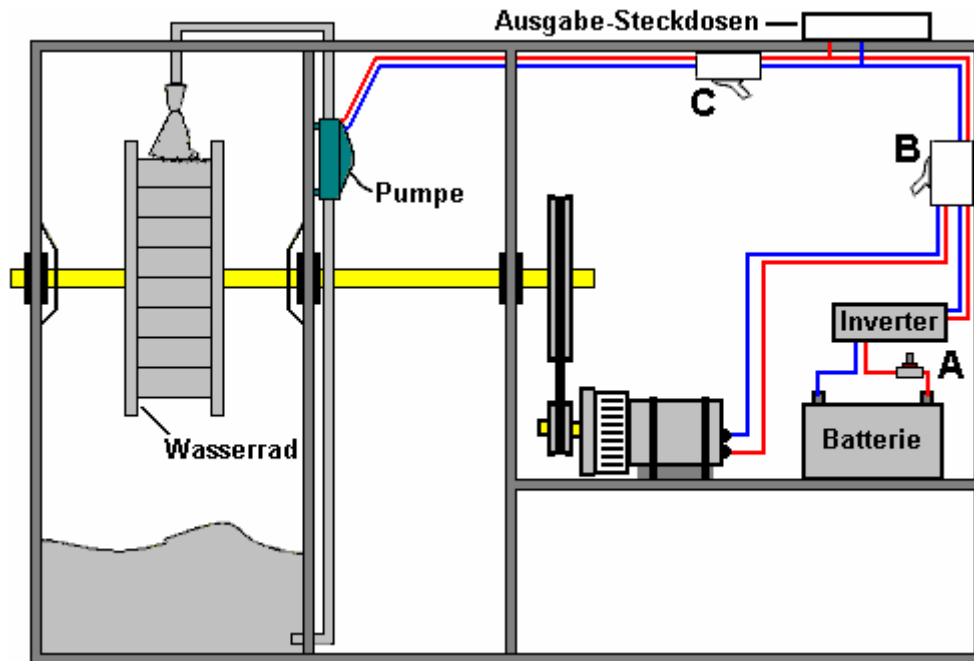 Ausgabe-Steckdosen
C
B
Pumpe
Inverter
A
Wasserrad
Batterie